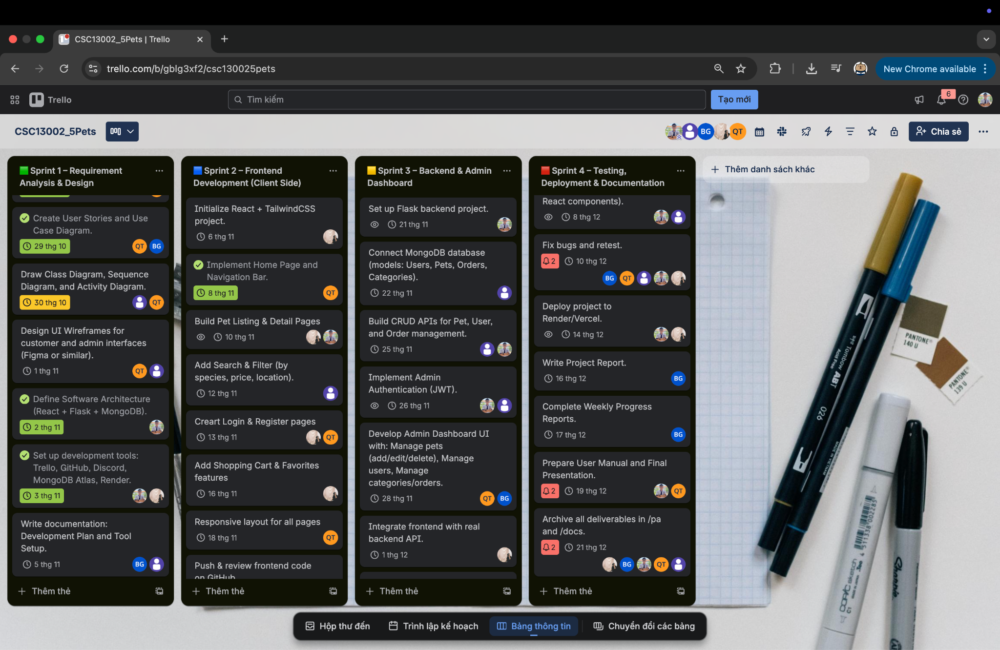 CSC13002_5Pets | Trello
trello.com/b/gblg3xf2/csc130025pets
New Chrome available
Trello
Tìm kiếm
Tạo mới
6
CSC13002_5Pets
BG
QT
Chia sẻ
Sprint 1 – Requirement
Analysis & Design
Create User Stories and Use
Case Diagram.
29 thg 10
QT
BG
Draw Class Diagram, Sequence
Diagram, and Activity Diagram.
30 thg 10
QT
Design UI Wireframes for
customer and admin interfaces
(Figma or similar).
1 thg 11
QT
Define Software Architecture
(React + Flask + MongoDB).
2 thg 11
Set up development tools:
Trello, GitHub, Discord,
MongoDB Atlas, Render.
3 thg 11
Write documentation:
Development Plan and Tool
Setup.
5 thg 11
BG
Thêm thẻ
Sprint 2 – Frontend
Development (Client Side)
Initialize React + TailwindCSS
project.
6 thg 11
Implement Home Page and
Navigation Bar.
8 thg 11
QT
Build Pet Listing & Detail Pages
10 thg 11
Add Search & Filter (by
species, price, location).
12 thg 11
Creart Login & Register pages
13 thg 11
QT
Add Shopping Cart & Favorites
features
16 thg 11
Responsive layout for all pages
18 thg 11
QT
Push & review frontend code
on GitHub
Thêm thẻ
Sprint 3 – Backend & Admin
Dashboard
Set up Flask backend project.
21 thg 11
Connect MongoDB database
(models: Users, Pets, Orders,
Categories).
22 thg 11
Build CRUD APIs for Pet, User,
and Order management.
25 thg 11
Implement Admin
Authentication (JWT).
26 thg 11
Develop Admin Dashboard UI
with: Manage pets
(add/edit/delete), Manage
users, Manage
categories/orders.
28 thg 11
QT
BG
Integrate frontend with real
backend API.
1 thg 12
Thêm thẻ
Sprint 4 – Testing,
Deployment & Documentation
React components).
8 thg 12
Fix bugs and retest.
2
10 thg 12
BG
QT
Deploy project to
Render/Vercel.
14 thg 12
Write Project Report.
16 thg 12
BG
Complete Weekly Progress
Reports.
17 thg 12
BG
Prepare User Manual and Final
Presentation.
2
19 thg 12
QT
Archive all deliverables in /pa
and /docs.
2
21 thg 12
BG
QT
Thêm thẻ
Thêm danh sách khác
PANTONE®
140 U
PANTONE®
139 U
Tombow ABT
Acid Free
026
MADE IN VIETNAM
COPIC sketch
C1
4 511338 002285
.Too
Sharpie
Hộp thư đến
Trình lập kế hoạch
Bảng thông tin
Chuyển đổi các bảng